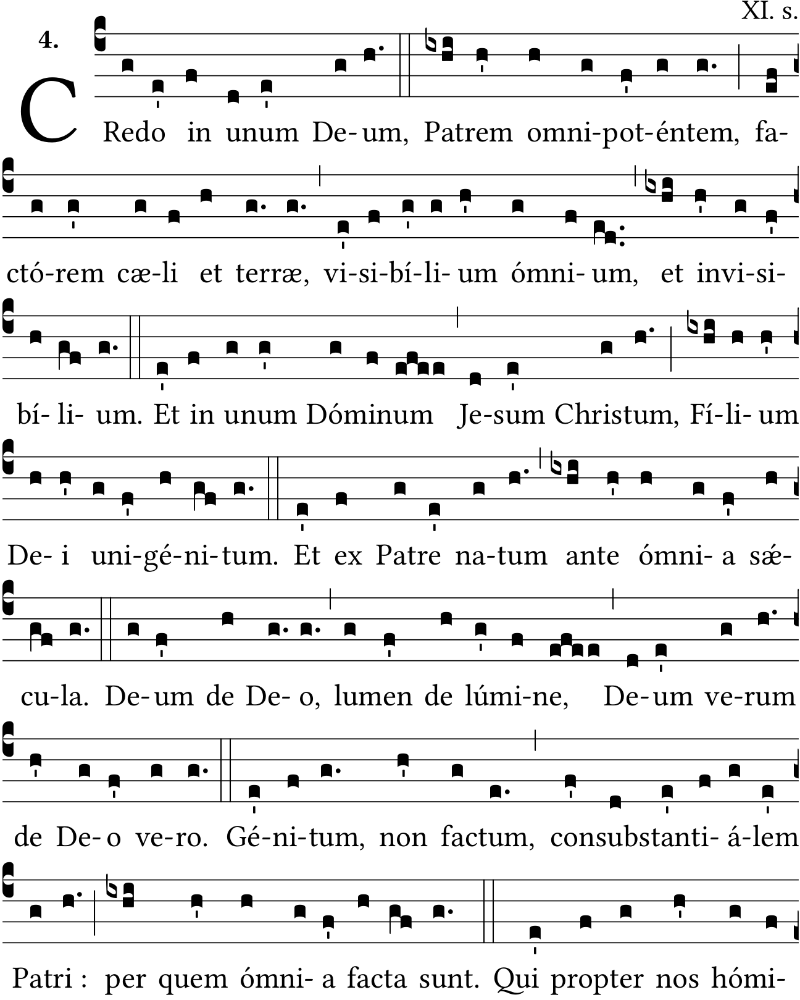 XI. s.
4.
CRedo in unum De-um, Patrem omni-pot-éntem, fa-
ctó-rem cæ-li et terræ, vi-si-bí-li-um ómni-um, et invi-si-
bí-li-um. Et in unum Dóminum Je-sum Christum, Fí-li-um
De-i uni-gé-ni-tum. Et ex Patre na-tum ante ómni-a sǽ-
cu-la. De-um de De-o, lumen de lúmi-ne, De-um ve-rum
de De-o ve-ro. Gé-ni-tum, non factum, consubstanti-á-lem
Patri : per quem ómni-a facta sunt. Qui propter nos hómi-